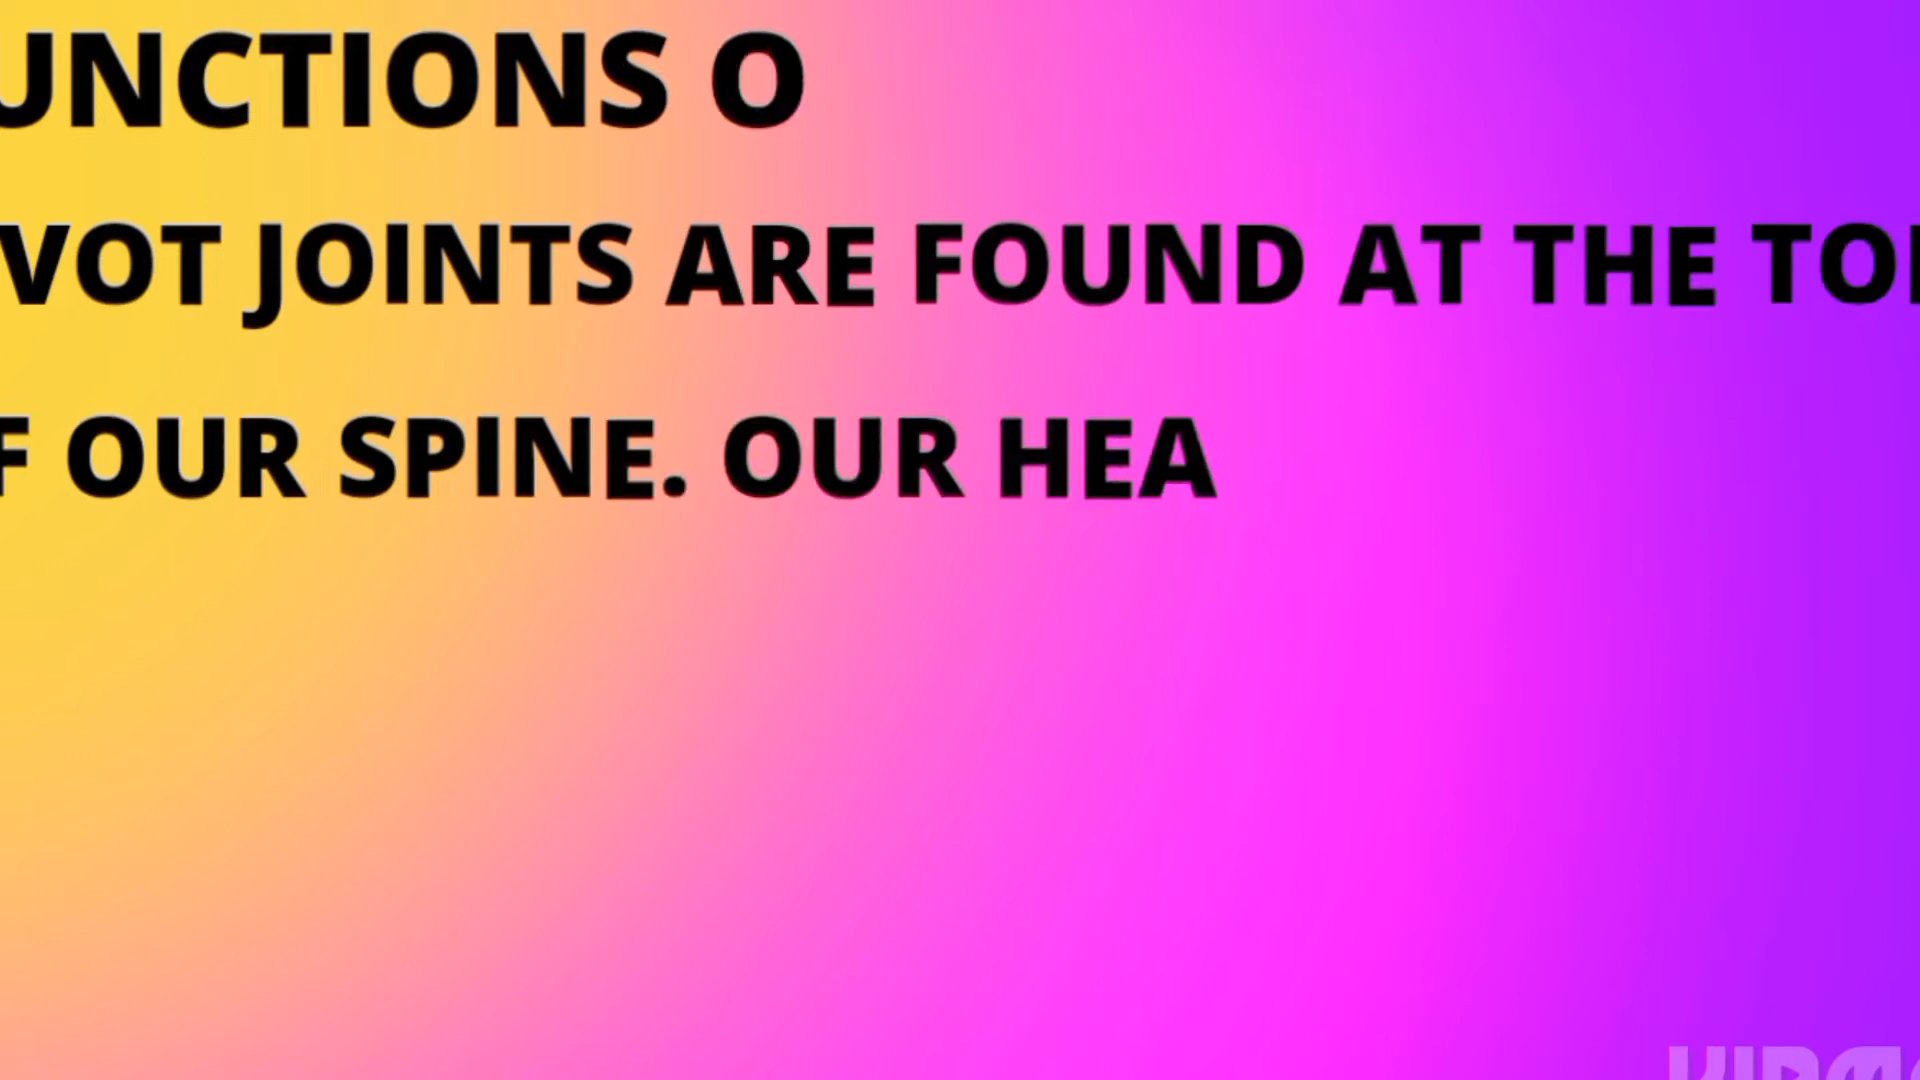 UNCTIONS O
VOT JOINTS ARE FOUND AT THE TO
F OUR SPINE. OUR HEA